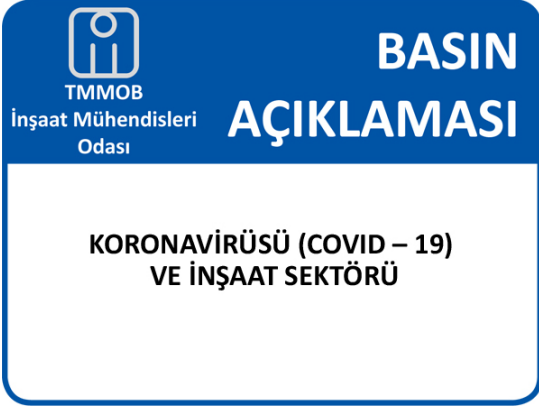 TMMOB
İnşaat Mühendisleri
Odası
BASIN
AÇIKLAMASI
KORONAVİRÜSÜ (COVID – 19)
VE İNŞAAT SEKTÖRÜ